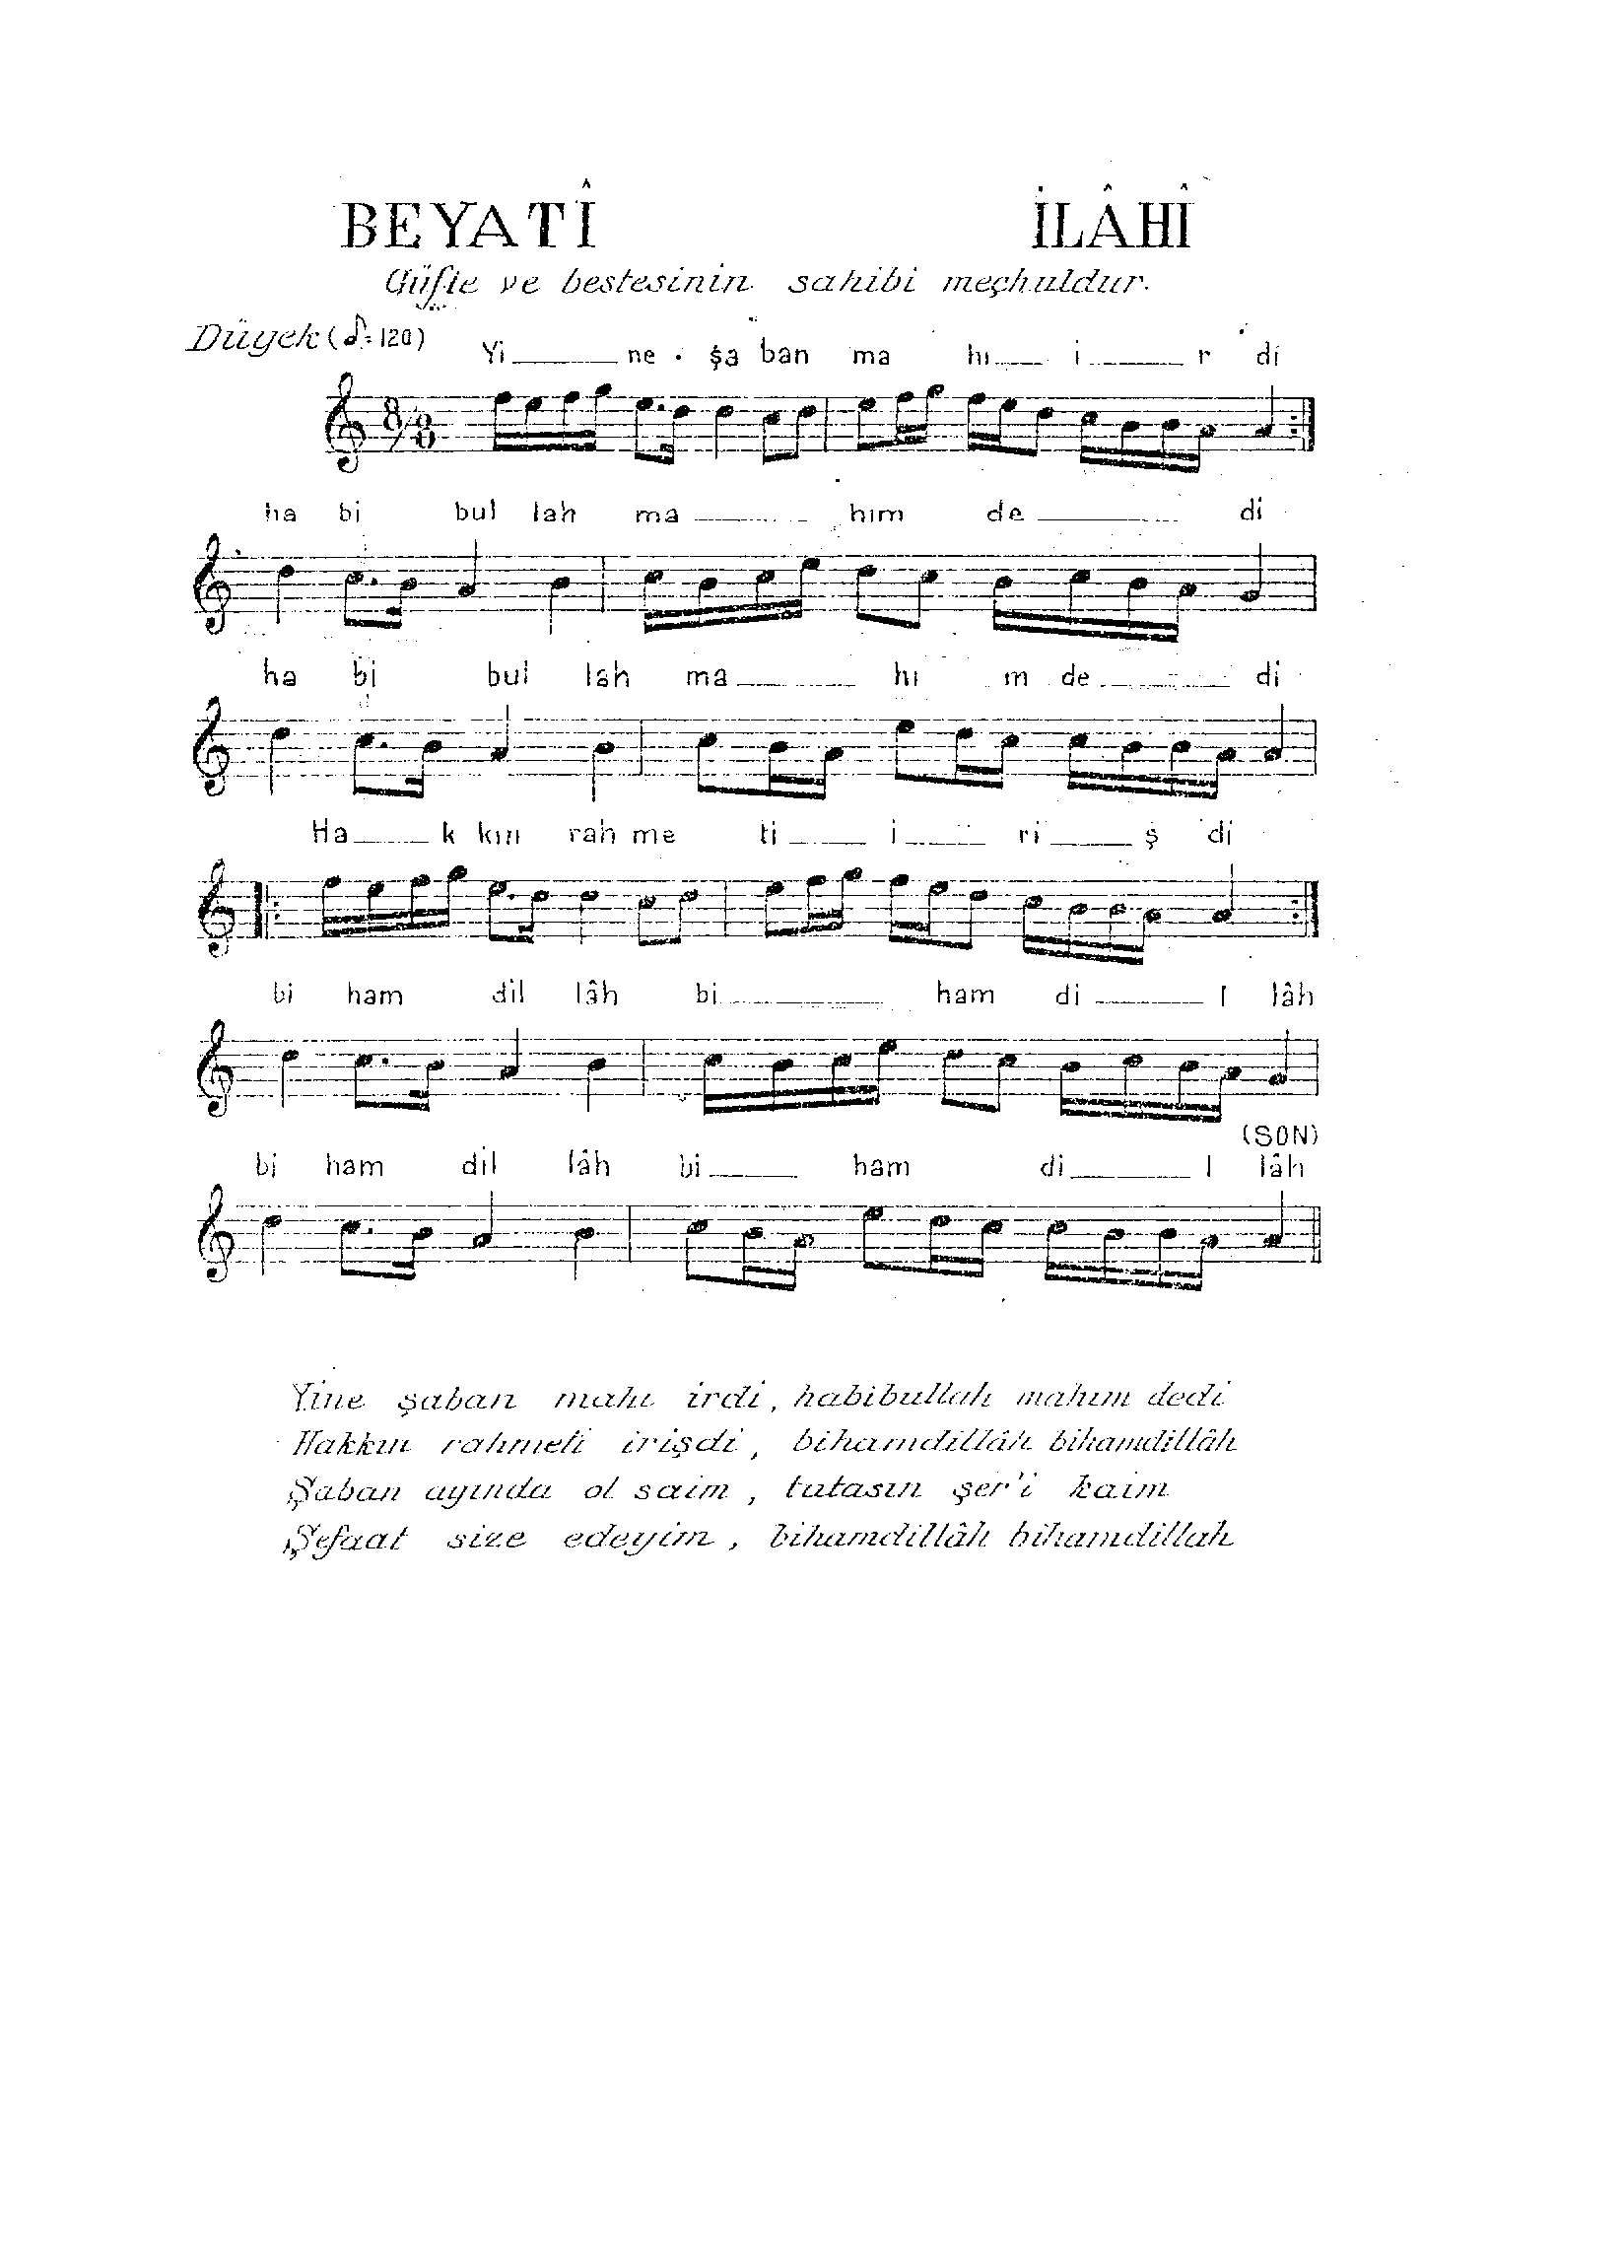 BEYATÎ İLÂHÎ
Güfte ve bestesinin sahibi meçhuldur.
Düyek (♪=120)
Yi ne şa ban ma hı i r di
8/8
ha bi bul lah ma hım de di
ha bi bul lah ma hı m de di
Ha k kın rah me ti i ri ş di
bi ham dil lâh bi ham di l lâh
(SON)
bi ham dil lâh bi ham di l lâh
Yine şaban mahı irdi, habibullah mahım dedi
Hakkın rahmeti irişdi, bihamdillâh bihamdillâh
Şaban ayında ol saim, tutasın şer'i kaim
Şefaat size edeyim, bihamdillâh bihamdillah